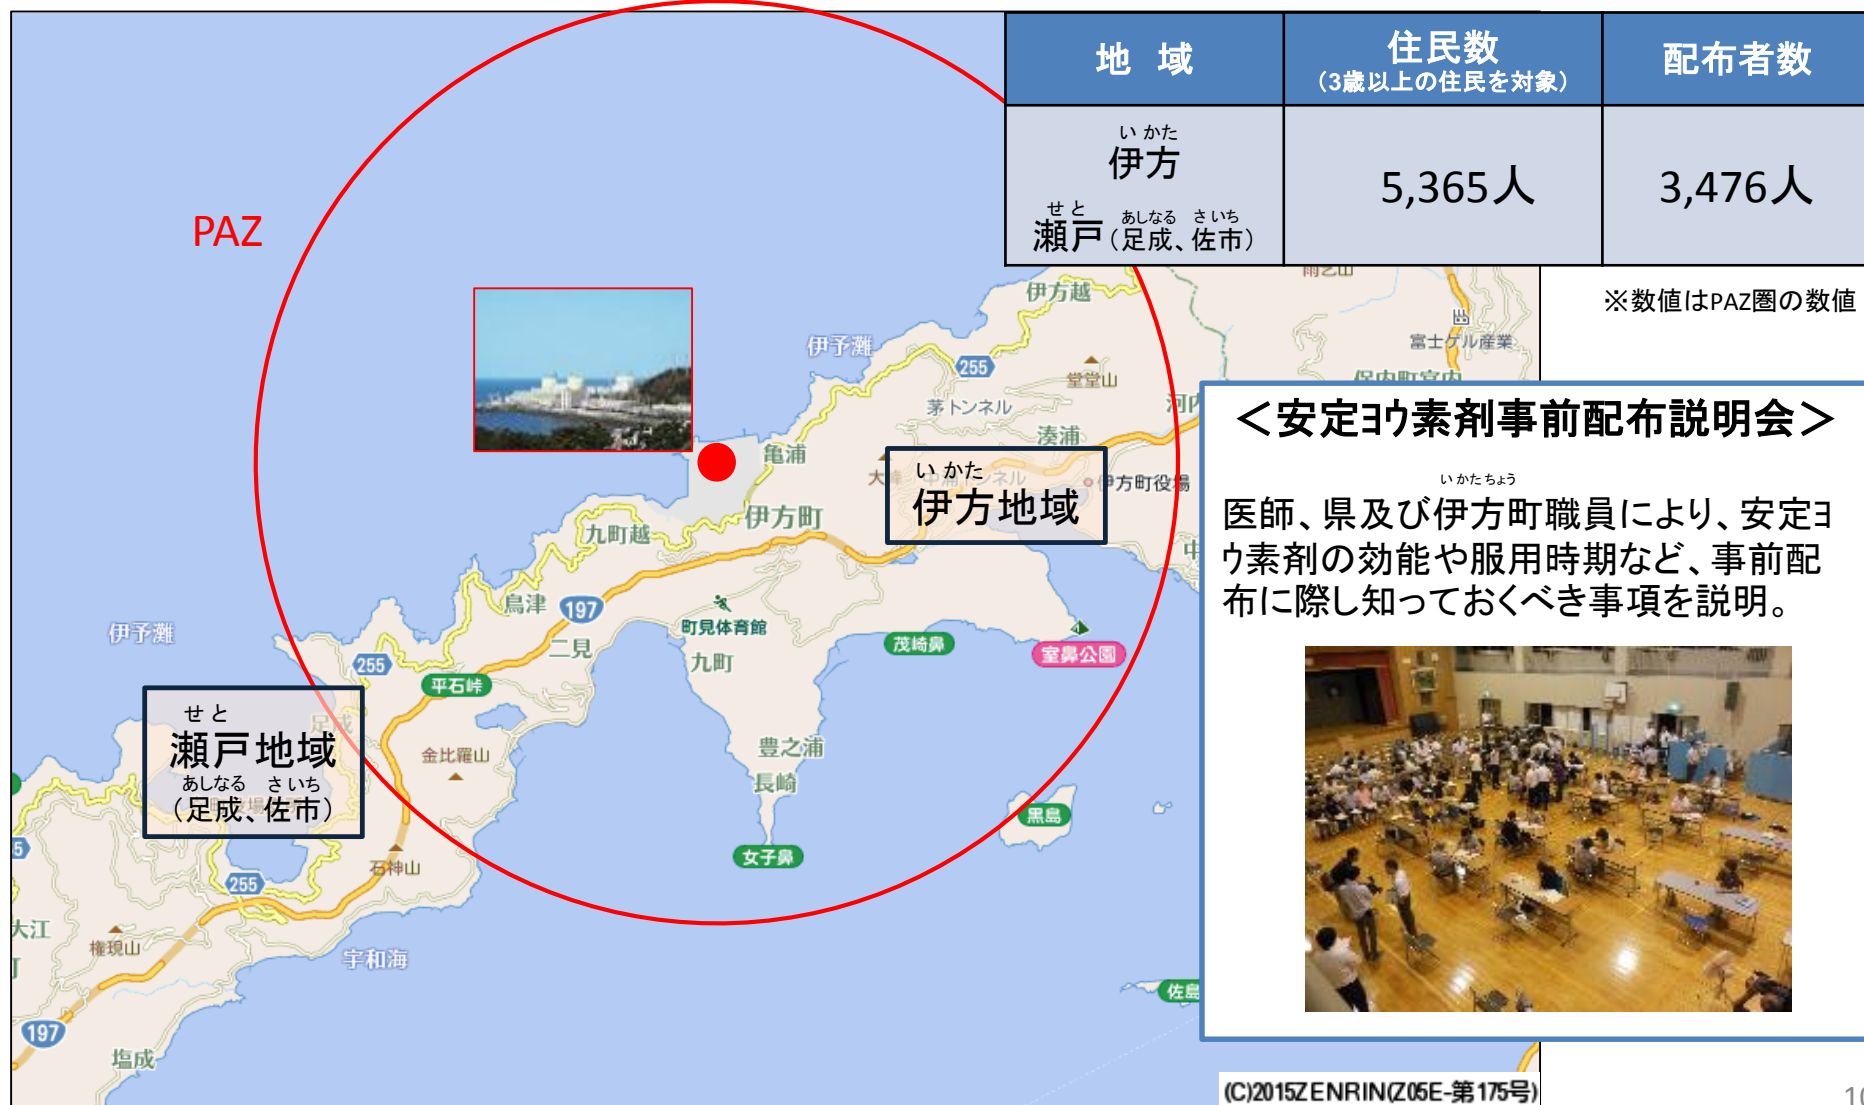 地 域
住民数
（3歳以上の住民を対象）
配布者数
い かた
伊方
せ と
あしなる さいち
瀬戸（足成、佐市）
5,365人
3,476人
※数値はPAZ圏の数値
PAZ
雨乞山
伊方越
富士ゲル産業
伊予灘
255
堂堂山
保内町宮内
茅トンネル
河内
湊浦
亀浦
い かた
伊方地域
伊方町役場
伊方町
九町越
鳥津
197
町見体育館
伊予灘
二見
九町
茂崎鼻
室鼻公園
255
平石峠
せ と
瀬戸地域
あしなる さいち
（足成、佐市）
足成
金比羅山
豊之浦
長崎
黒島
女子鼻
石神山
255
大江
権現山
宇和海
佐島
197
塩成
＜安定ヨウ素剤事前配布説明会＞
い かた ちょう
医師、県及び伊方町職員により、安定ヨ
ウ素剤の効能や服用時期など、事前配
布に際し知っておくべき事項を説明。
(C)2015ZENRIN(Z05E-第175号)